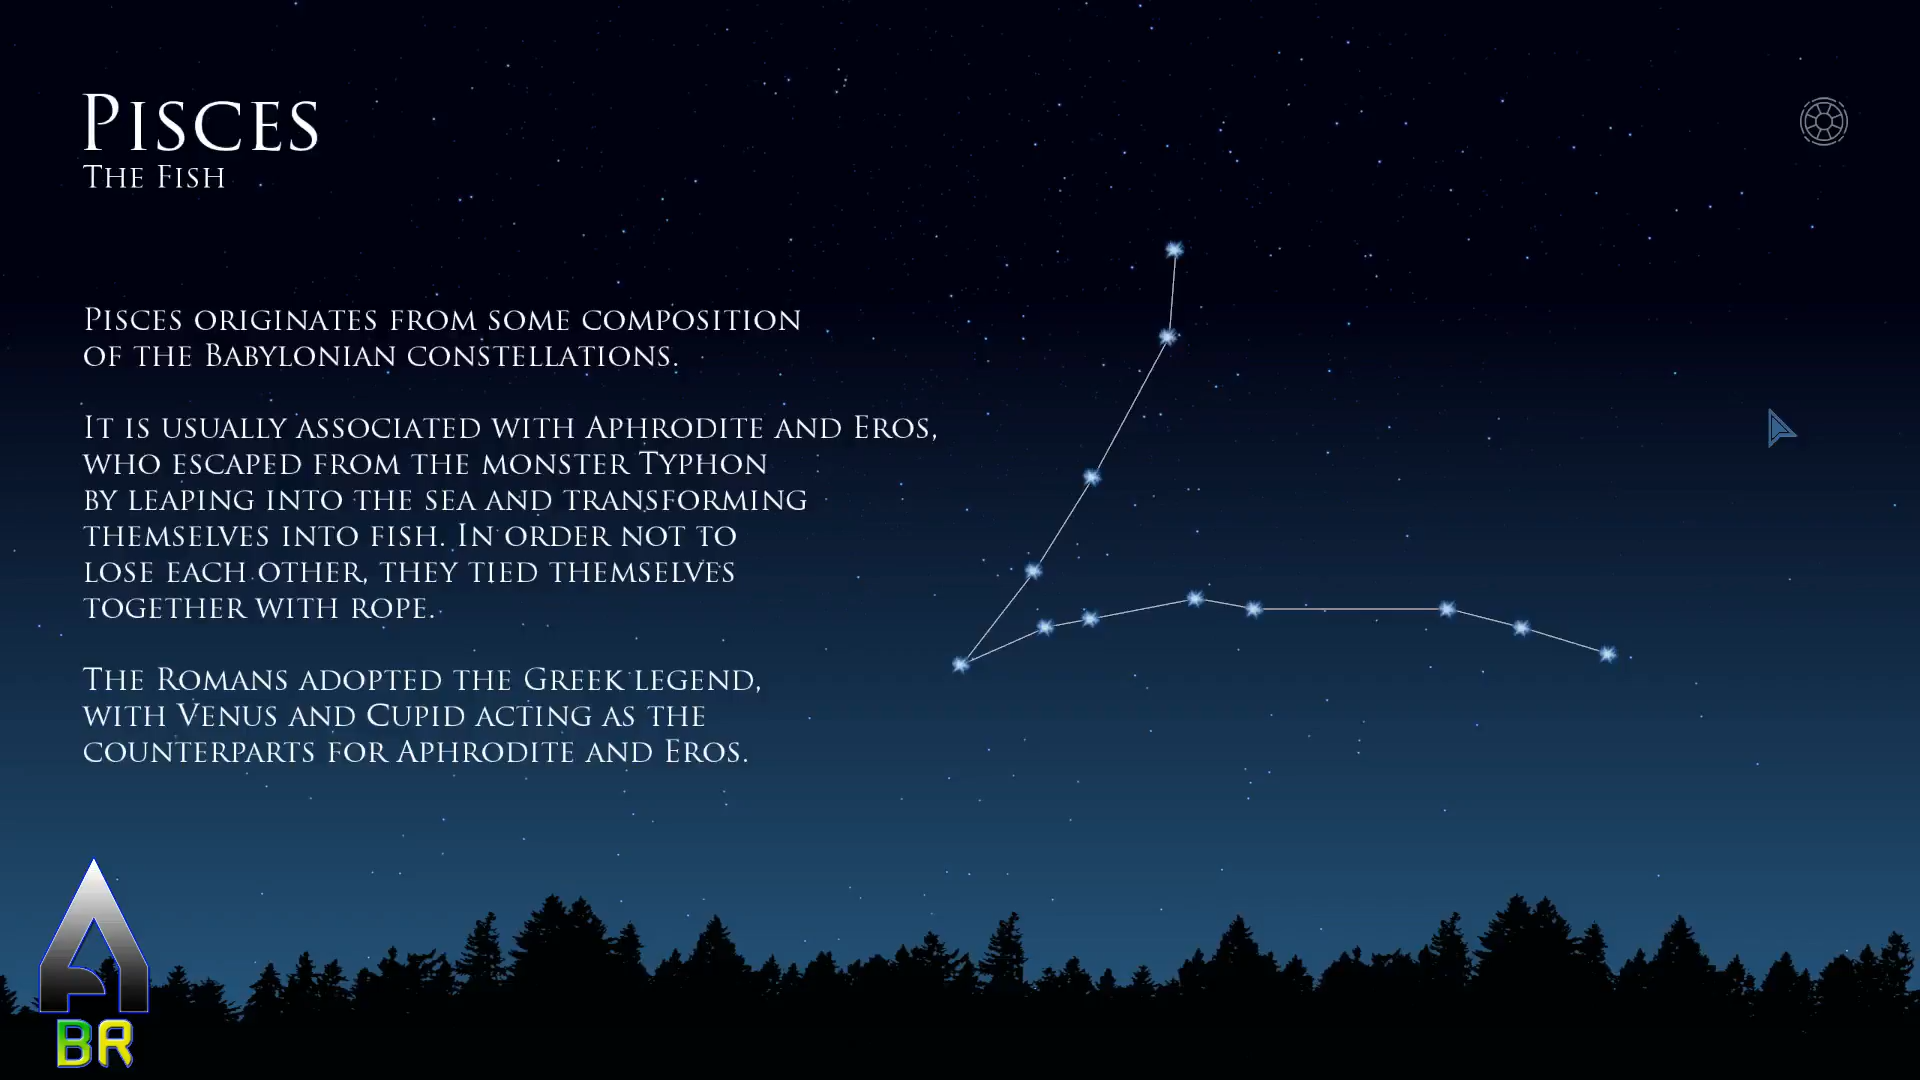 Pisces
The Fish
Pisces originates from some composition
of the Babylonian constellations.
It is usually associated with Aphrodite and Eros,
who escaped from the monster Typhon
by leaping into the sea and transforming
themselves into fish. In order not to
lose each other, they tied themselves
together with rope.
The Romans adopted the Greek legend,
with Venus and Cupid acting as the
counterparts for Aphrodite and Eros.
A
BR